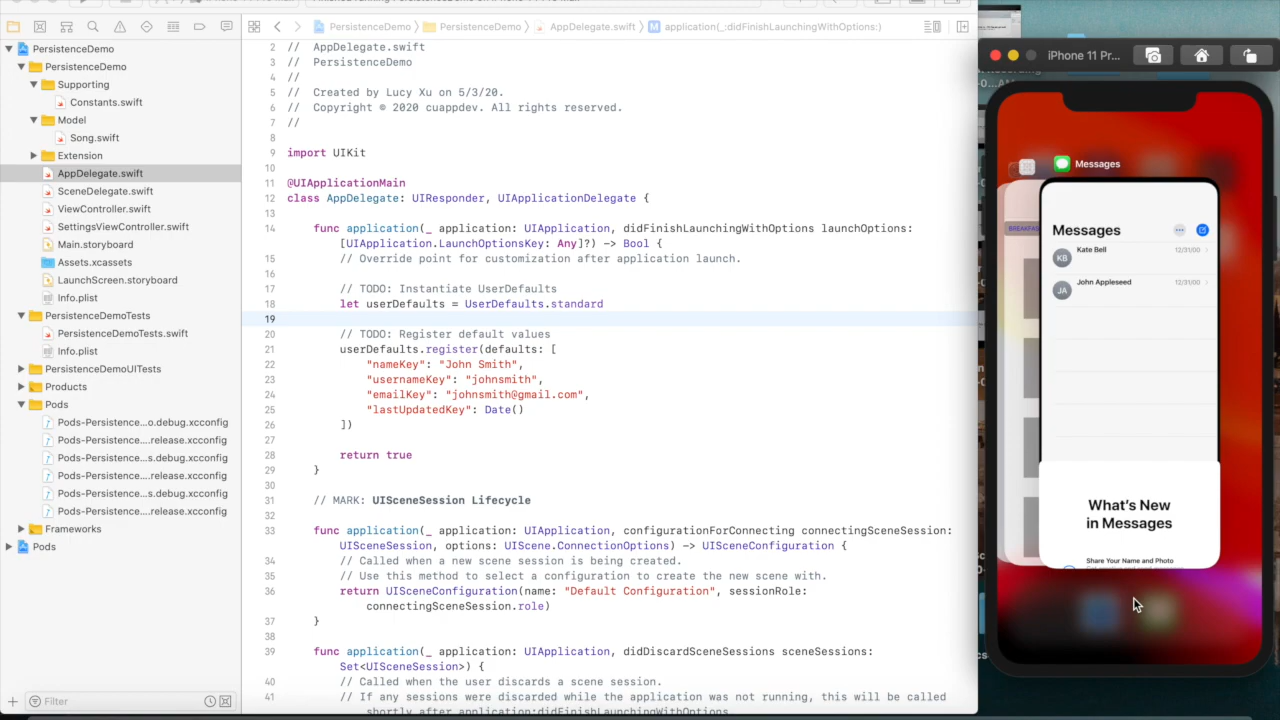 PersistenceDemo
PersistenceDemo
AppDelegate.swift
application(_:didFinishLaunchingWithOptions:)
PersistenceDemo
PersistenceDemo
Supporting
Constants.swift
Model
Song.swift
Extension
AppDelegate.swift
SceneDelegate.swift
ViewController.swift
SettingsViewController.swift
Main.storyboard
Assets.xcassets
LaunchScreen.storyboard
Info.plist
PersistenceDemoTests
PersistenceDemoTests.swift
Info.plist
PersistenceDemoUITests
Products
Pods
Pods-Persistence...o.debug.xcconfig
Pods-Persistence....release.xcconfig
Pods-Persistence...s.debug.xcconfig
Pods-Persistence....release.xcconfig
Pods-Persistence...s.debug.xcconfig
Pods-Persistence....release.xcconfig
Frameworks
Pods
Filter
2 // AppDelegate.swift
3 // PersistenceDemo
4 //
5 // Created by Lucy Xu on 5/3/20.
6 // Copyright © 2020 cuappdev. All rights reserved.
7 //
8
9 import UIKit
10
11 @UIApplicationMain
12 class AppDelegate: UIResponder, UIApplicationDelegate {
13
14 func application(_ application: UIApplication, didFinishLaunchingWithOptions launchOptions:
[UIApplication.LaunchOptionsKey: Any]?) -> Bool {
15 // Override point for customization after application launch.
16
17 // TODO: Instantiate UserDefaults
18 let userDefaults = UserDefaults.standard
19
20 // TODO: Register default values
21 userDefaults.register(defaults: [
22 "nameKey": "John Smith",
23 "usernameKey": "johnsmith",
24 "emailKey": "johnsmith@gmail.com",
25 "lastUpdatedKey": Date()
26 ])
27
28 return true
29 }
30
31 // MARK: UISceneSession Lifecycle
32
33 func application(_ application: UIApplication, configurationForConnecting connectingSceneSession:
UISceneSession, options: UIScene.ConnectionOptions) -> UISceneConfiguration {
34 // Called when a new scene session is being created.
35 // Use this method to select a configuration to create the new scene with.
36 return UISceneConfiguration(name: "Default Configuration", sessionRole:
connectingSceneSession.role)
37 }
38
39 func application(_ application: UIApplication, didDiscardSceneSessions sceneSessions:
Set<UISceneSession>) {
40 // Called when the user discards a scene session.
41 // If any sessions were discarded while the application was not running, this will be called
shortly after application:didFinishLaunchingWithOptions.
iPhone 11 Pr...
Messages
BREAKFAS
Messages
KB
Kate Bell
12/31/00
JA
John Appleseed
12/31/00
What's New
in Messages
Share Your Name and Photo